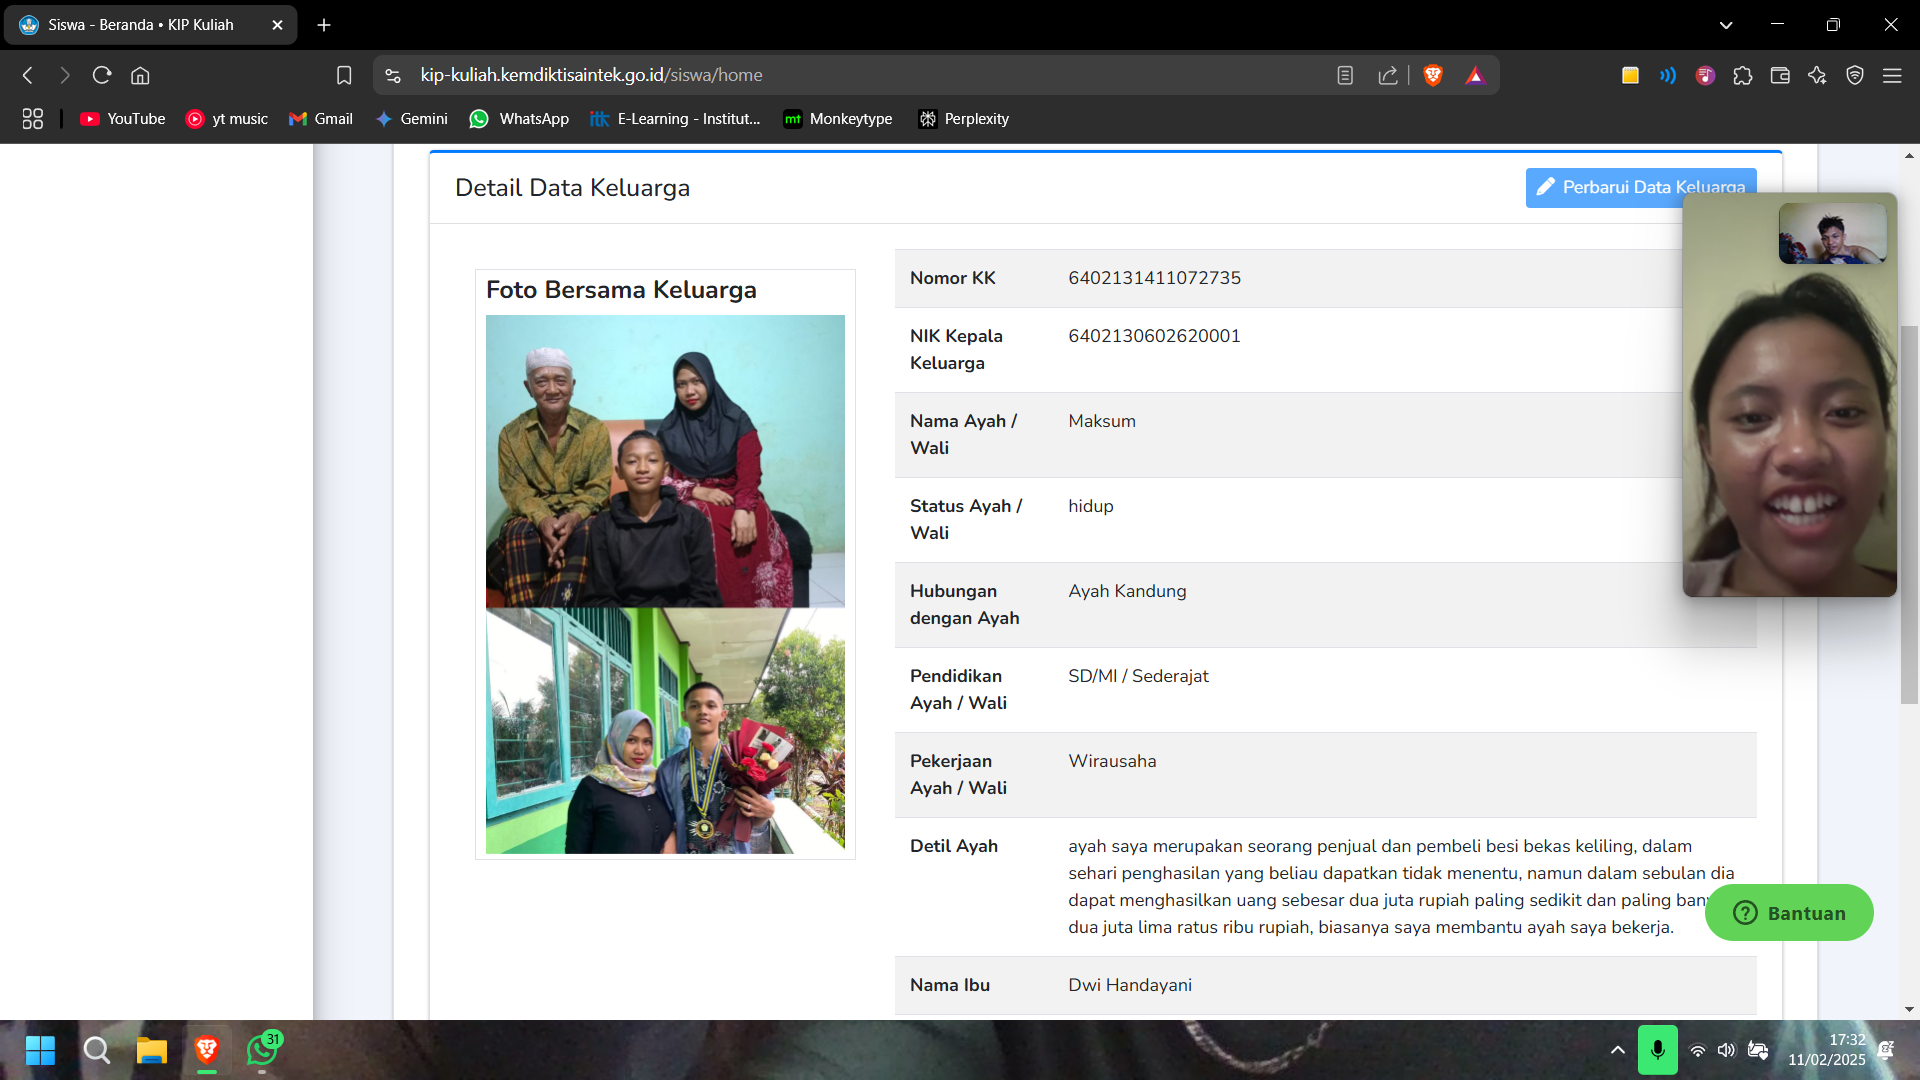 Siswa - Beranda • KIP Kuliah
kip-kuliah.kemdiktisaintek.go.id/siswa/home
YouTube
yt music
Gmail
Gemini
WhatsApp
E-Learning - Institut...
mt Monkeytype
Perplexity
Detail Data Keluarga
Perbarui Data Keluarga
Foto Bersama Keluarga
Nomor KK 6402131411072735
NIK Kepala 6402130602620001
Keluarga
Nama Ayah / Maksum
Wali
Status Ayah / hidup
Wali
Hubungan Ayah Kandung
dengan Ayah
Pendidikan SD/MI / Sederajat
Ayah / Wali
Pekerjaan Wirausaha
Ayah / Wali
Detil Ayah ayah saya merupakan seorang penjual dan pembeli besi bekas keliling, dalam
sehari penghasilan yang beliau dapatkan tidak menentu, namun dalam sebulan dia
dapat menghasilkan uang sebesar dua juta rupiah paling sedikit dan paling
dua juta lima ratus ribu rupiah, biasanya saya membantu ayah saya bekerja.
Bantuan
Nama Ibu Dwi Handayani
31
17:32
11/02/2025